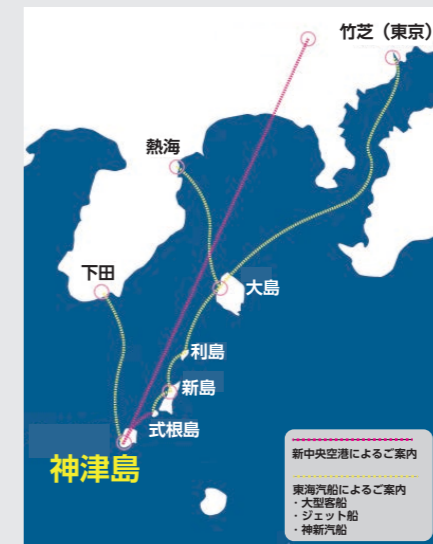 竹芝（東京）
熱海
下田
大島
利島
新島
式根島
神津島
新中央空港によるご案内
東海汽船によるご案内
・大型客船
・ジェット船
・神新汽船